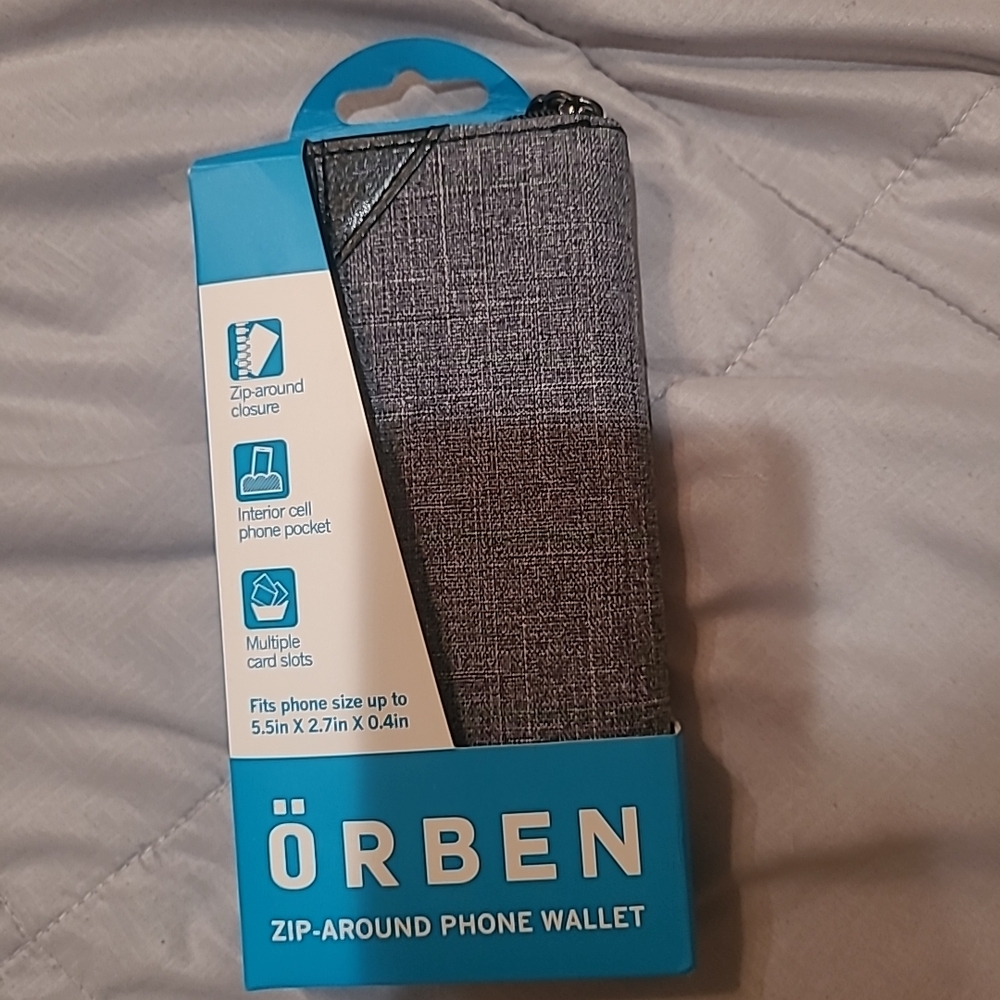 Zip-around
closure
Interior cell
phone pocket
Multiple
card slots
Fits phone size up to
5.5in X 2.7in X 0.4in
ÖRBEN
ZIP-AROUND PHONE WALLET